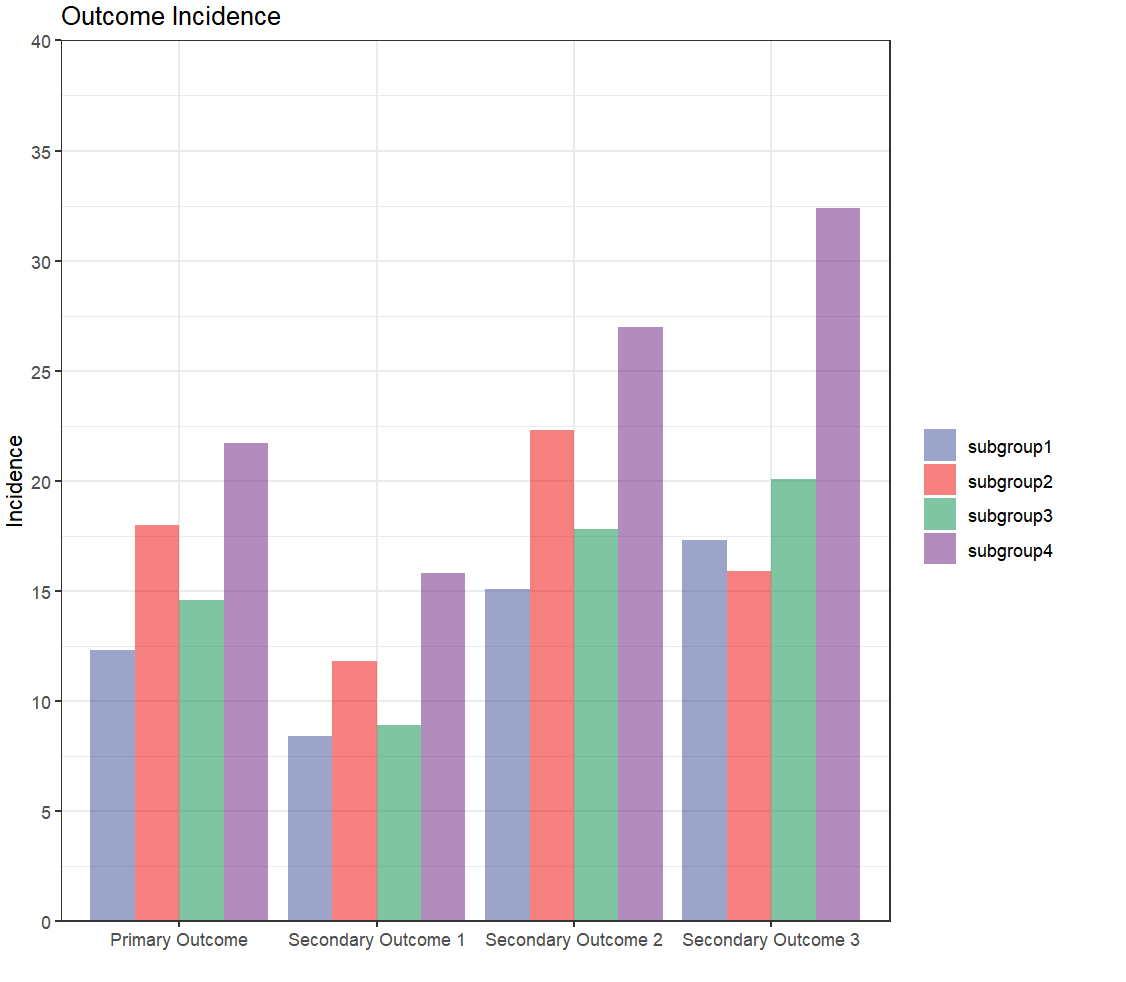 Outcome Incidence
Incidence
40
35
30
25
20
15
10
5
0
Primary Outcome
Secondary Outcome 1
Secondary Outcome 2
Secondary Outcome 3
subgroup1
subgroup2
subgroup3
subgroup4